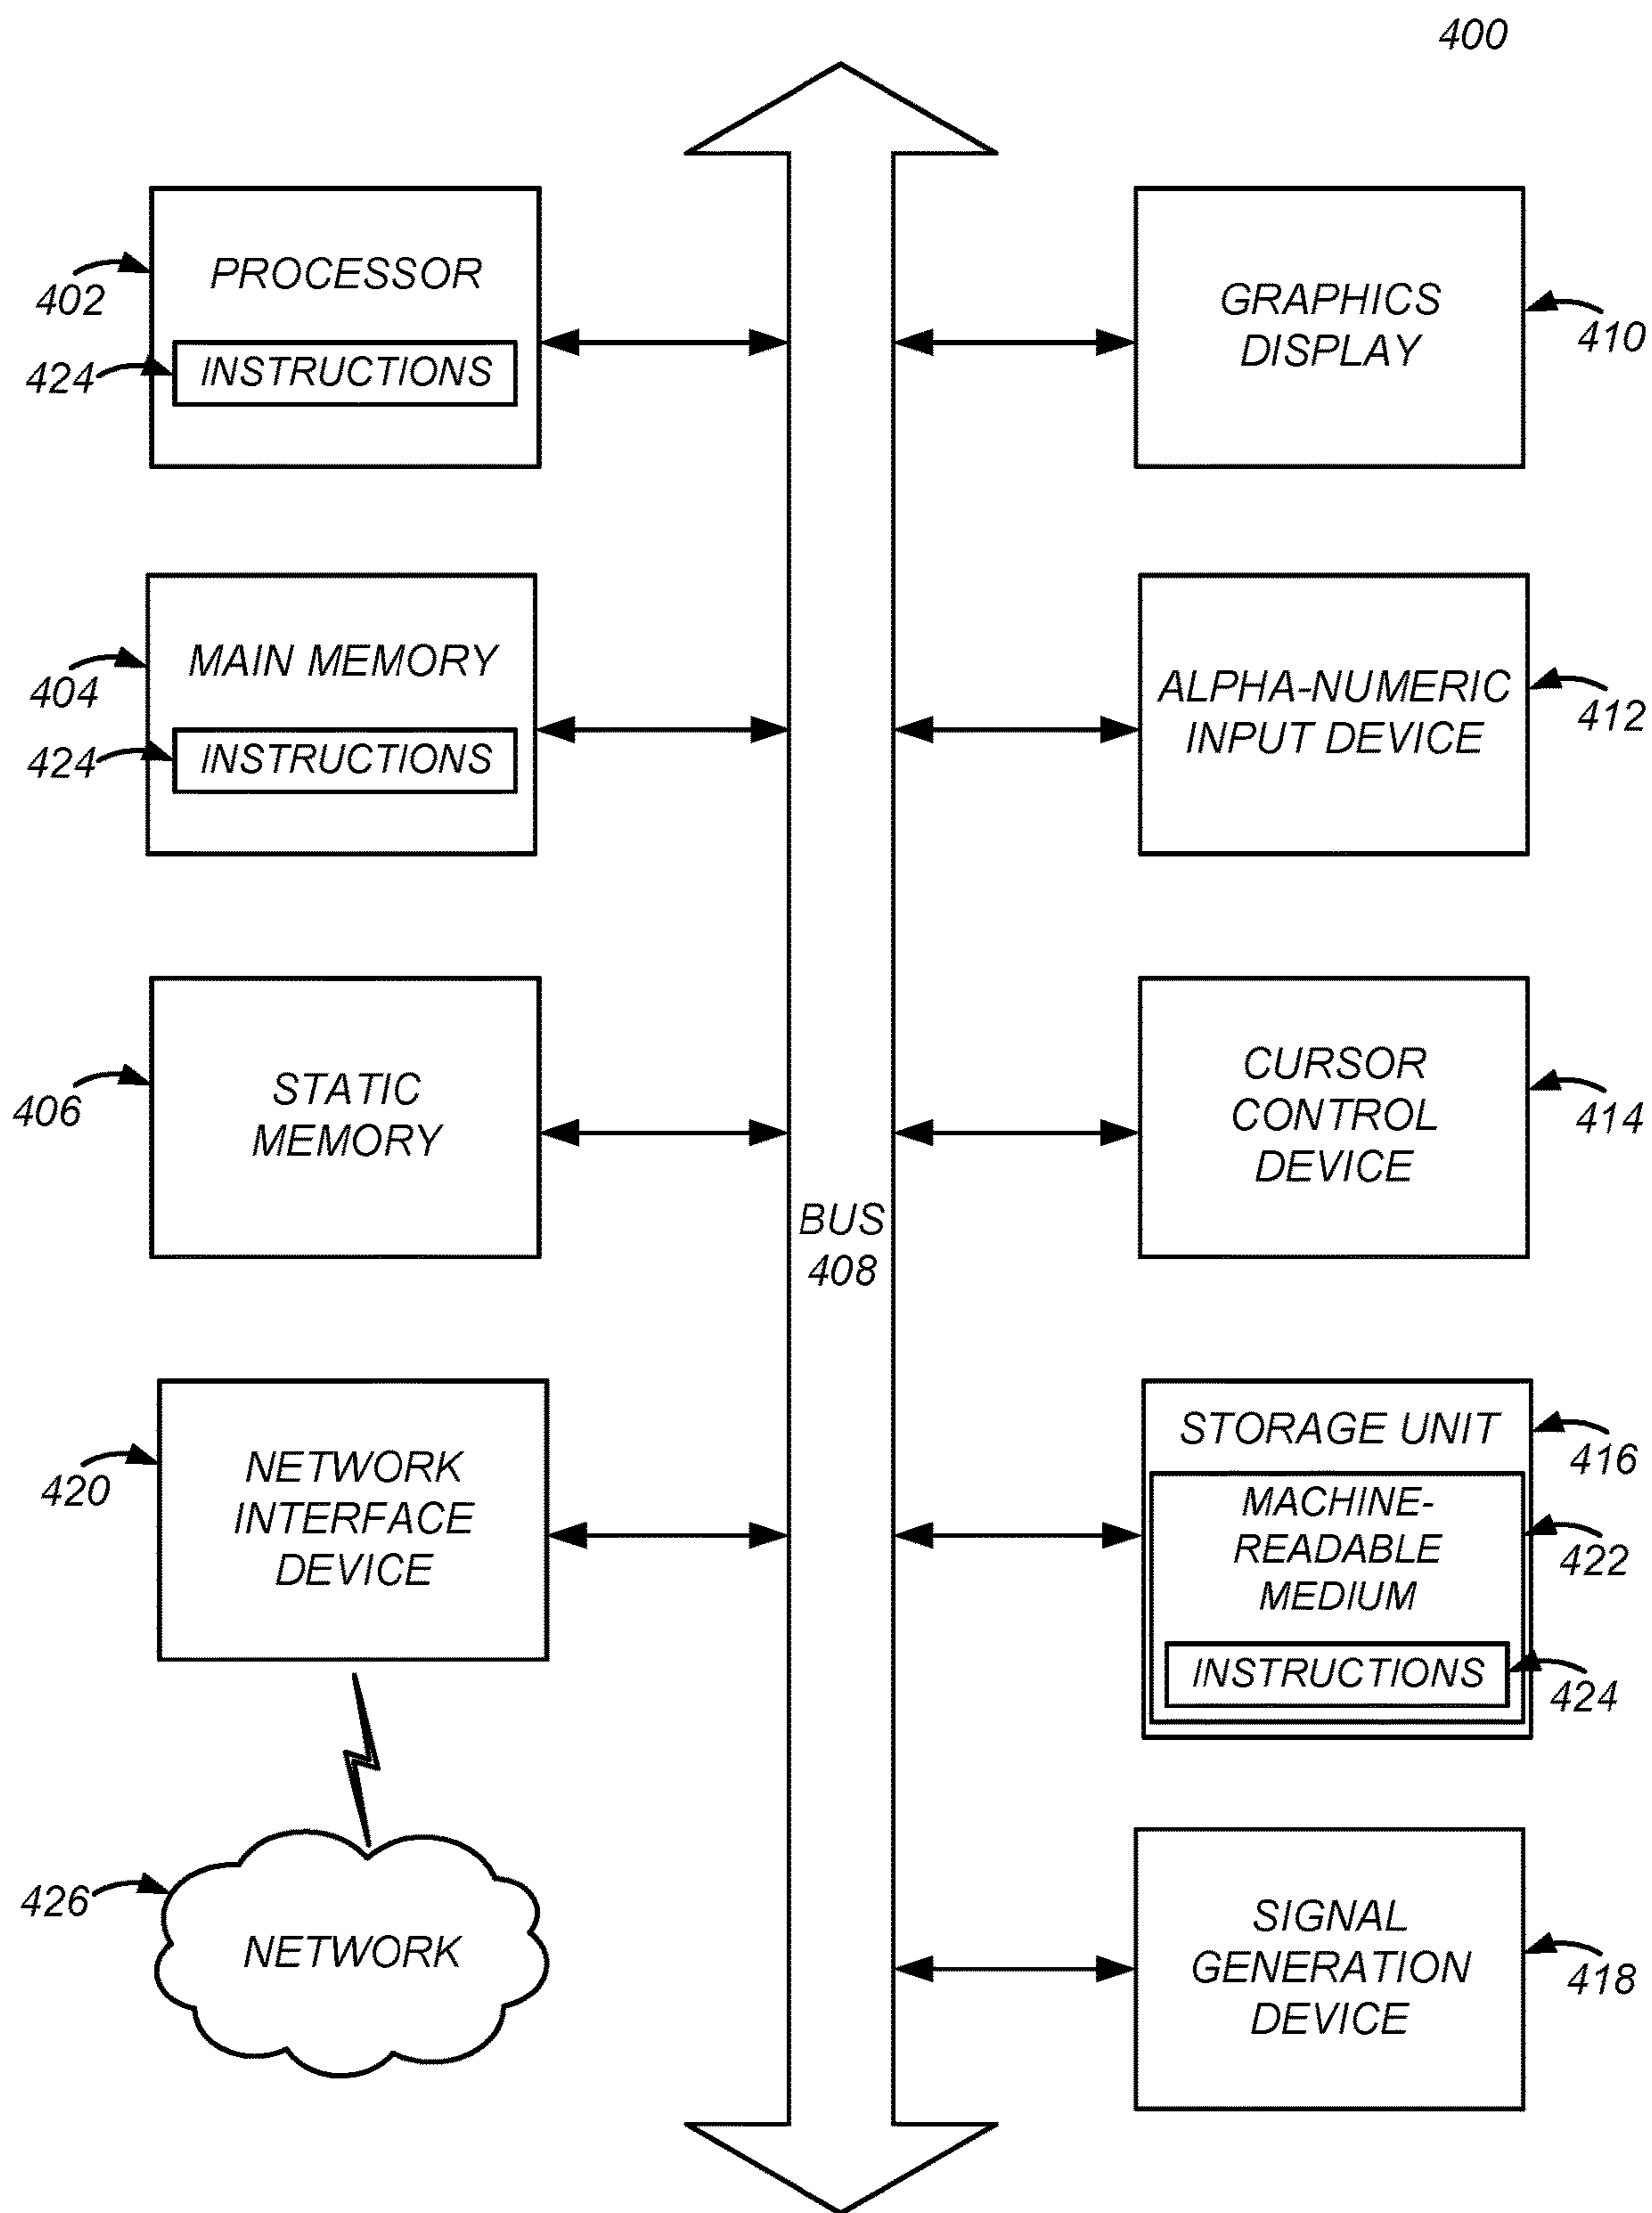 400
PROCESSOR
402
424
INSTRUCTIONS
GRAPHICS
DISPLAY
410
MAIN MEMORY
404
424
INSTRUCTIONS
ALPHA-NUMERIC
INPUT DEVICE
412
STATIC
MEMORY
406
CURSOR
CONTROL
DEVICE
414
BUS
408
NETWORK
INTERFACE
DEVICE
420
STORAGE UNIT
416
MACHINE-
READABLE
MEDIUM
422
INSTRUCTIONS
424
426
NETWORK
SIGNAL
GENERATION
DEVICE
418